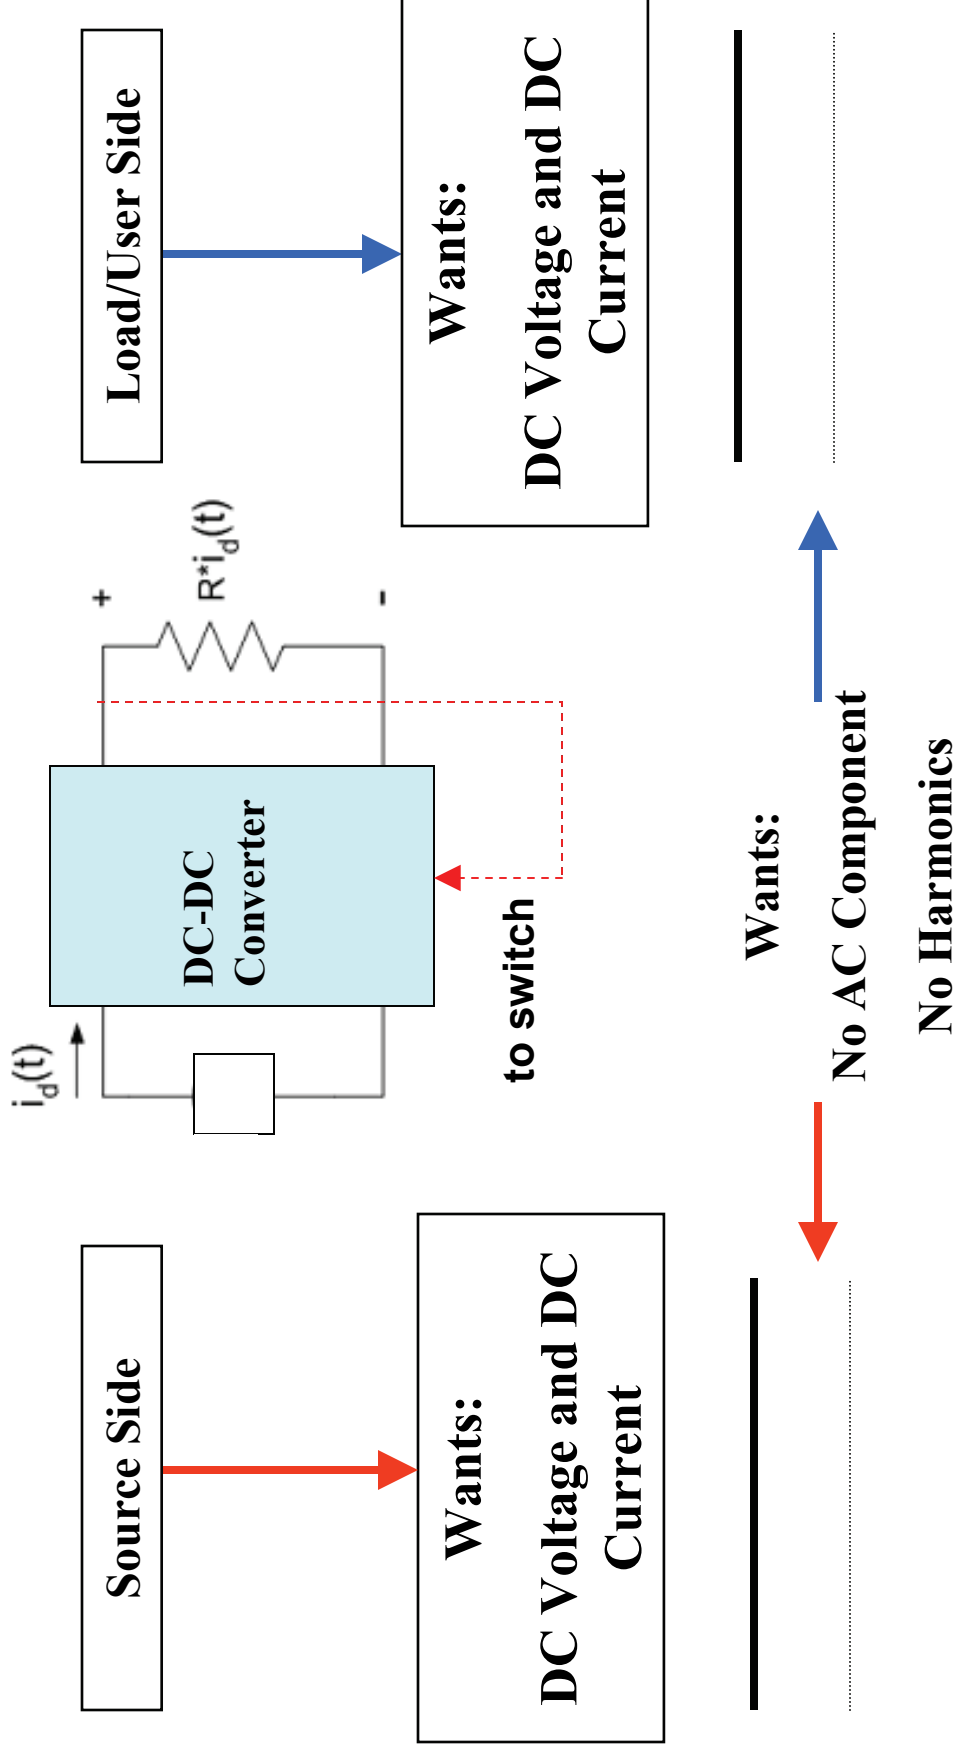 Source Side
Wants:
DC Voltage and DC
Current
i_d(t)
DC-DC
Converter
to switch
+
R*i_d(t)
-
Load/User Side
Wants:
DC Voltage and DC
Current
Wants:
No AC Component
No Harmonics